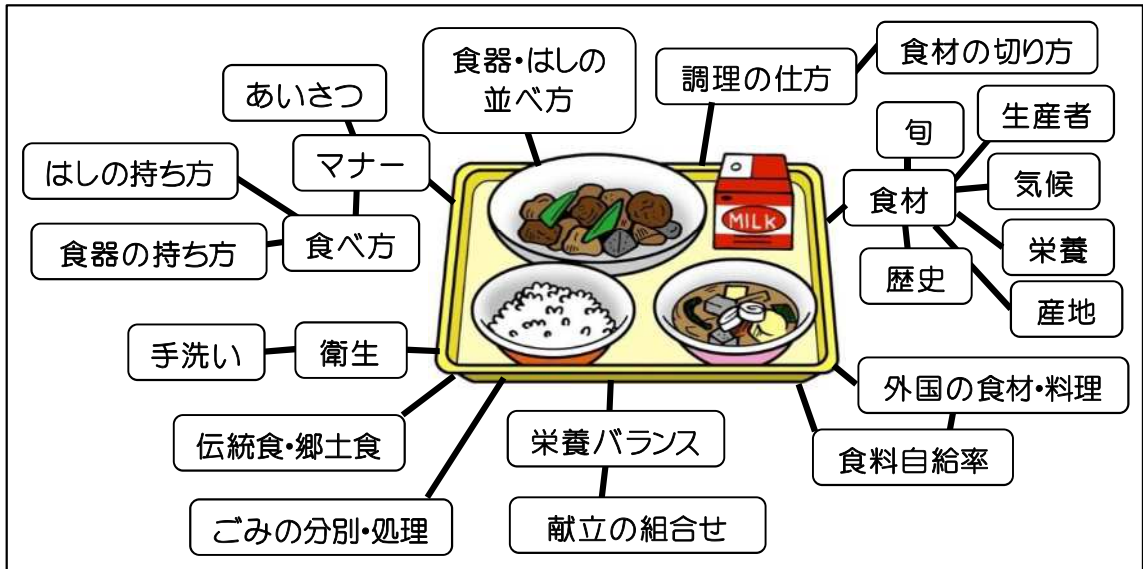 食器・はしの
並べ方
調理の仕方
食材の切り方
あいさつ
マナー
はしの持ち方
食べ方
食器の持ち方
旬
生産者
食材
気候
栄養
歴史
産地
MILK
手洗い
衛生
外国の食材・料理
伝統食・郷土食
栄養バランス
食料自給率
ごみの分別・処理
献立の組合せ